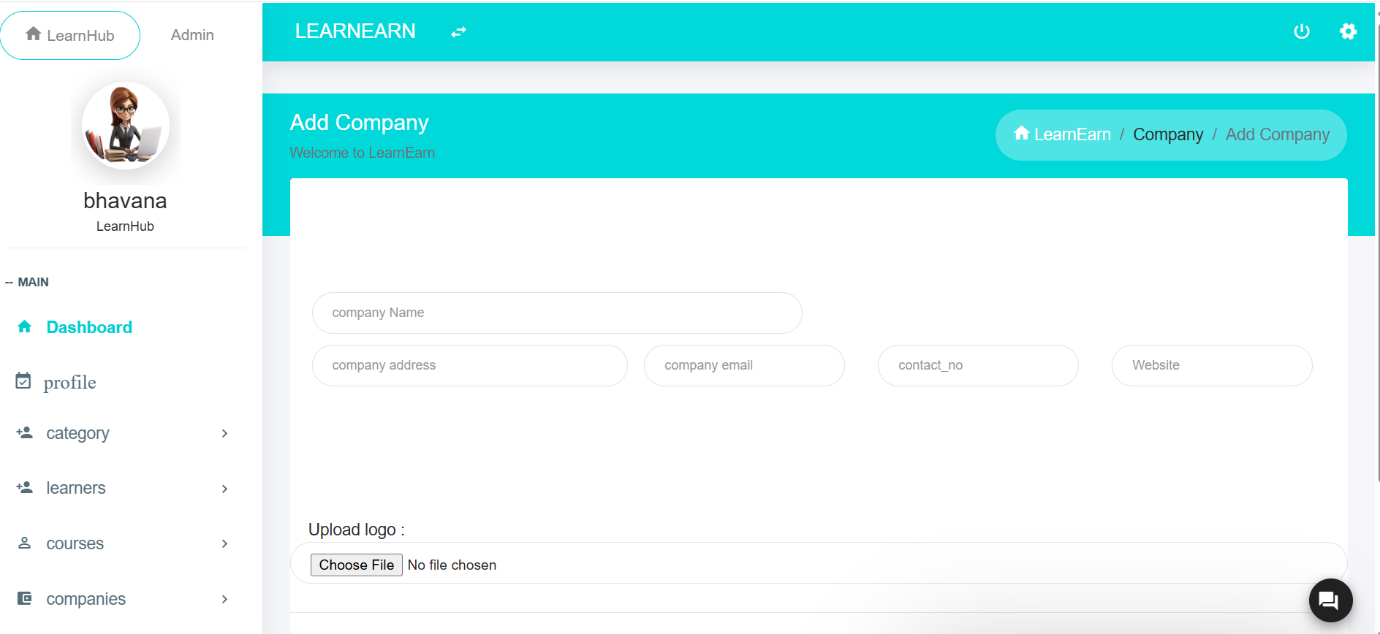 LearnHub
Admin
bhavana
LearnHub
-- MAIN
Dashboard
profile
category
learners
courses
companies
LEARNEARN
Add Company
Welcome to LearnEarn
LearnEarn / Company / Add Company
company Name
company address
company email
contact_no
Website
Upload logo :
Choose File No file chosen